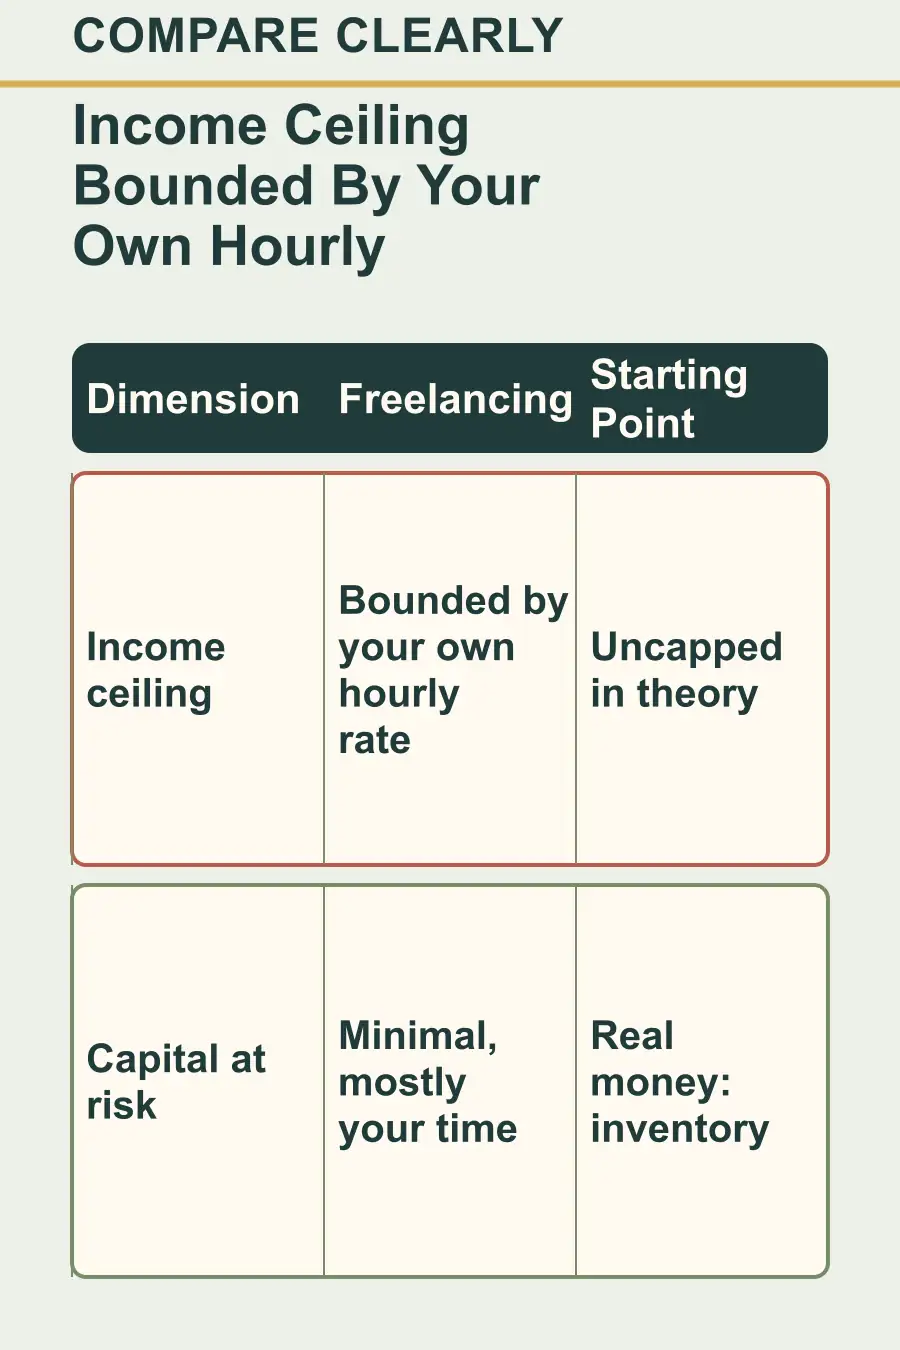 COMPARE CLEARLY
Income Ceiling
Bounded By Your
Own Hourly
Dimension
Freelancing
Starting
Point
Income
ceiling
Bounded by
your own
hourly
rate
Uncapped
in theory
Capital at
risk
Minimal,
mostly
your time
Real
money:
inventory